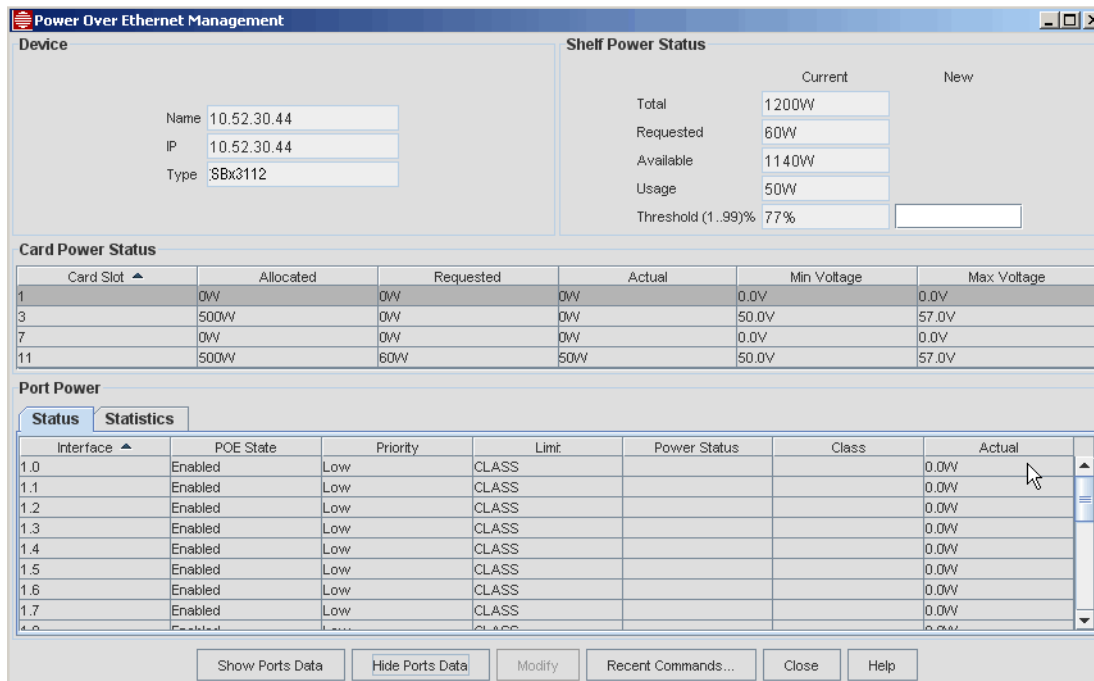 Power Over Ethernet Management
Device
Name 10.52.30.44
IP 10.52.30.44
Type SBx3112
Shelf Power Status
Current New
Total 1200W
Requested 60W
Available 1140W
Usage 50W
Threshold (1..99)% 77%
Card Power Status
Card Slot Allocated Requested Actual Min Voltage Max Voltage
1 0W 0W 0W 0.0V 0.0V
3 500W 0W 0W 50.0V 57.0V
7 0W 0W 0W 0.0V 0.0V
11 500W 60W 50W 50.0V 57.0V
Port Power
Status Statistics
Interface POE State Priority Limit Power Status Class Actual
1.0 Enabled Low CLASS 0.0W
1.1 Enabled Low CLASS 0.0W
1.2 Enabled Low CLASS 0.0W
1.3 Enabled Low CLASS 0.0W
1.4 Enabled Low CLASS 0.0W
1.5 Enabled Low CLASS 0.0W
1.6 Enabled Low CLASS 0.0W
1.7 Enabled Low CLASS 0.0W
Show Ports Data Hide Ports Data Modify Recent Commands... Close Help